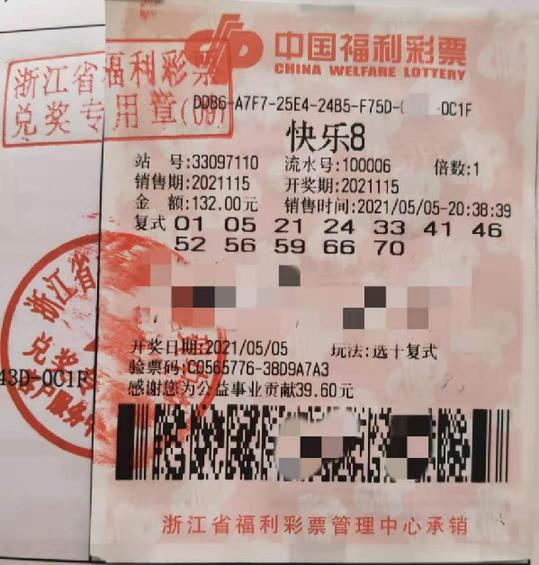 中国福利彩票
CHINA WELFARE LOTTERY
浙江省福利彩票
兑奖专用章(09)
DDB6-A7F7-25E4-24B5-F75D- -0C1F
快乐8
站 号:33097110 流水号:100006 倍数:1
销售期:2021115 开奖期:2021115
金 额:132.00元 销售时间:2021/05/05-20:38:39
复式 01 05 21 24 33 41 46
52 56 59 66 70
浙江省
兑奖
开奖日期:2021/05/05 玩法:选十复式
43D-0C1F
验票码:C0565776-38D9A7A3
感谢您为公益事业贡献39.60元
浙江省福利彩票管理中心承销